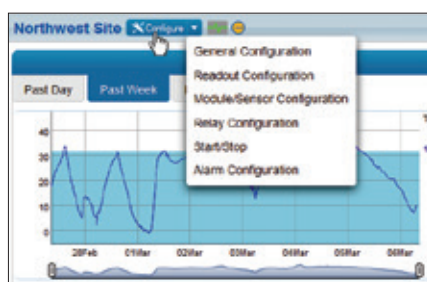 Northwest Site Configure
General Configuration
Readout Configuration
Module/Sensor Configuration
Relay Configuration
Start/Stop
Alarm Configuration
Past Day Past Week
40
30
20
10
0
28Feb 01Mar 02Mar 03Mar 04Mar 05Mar 06Mar